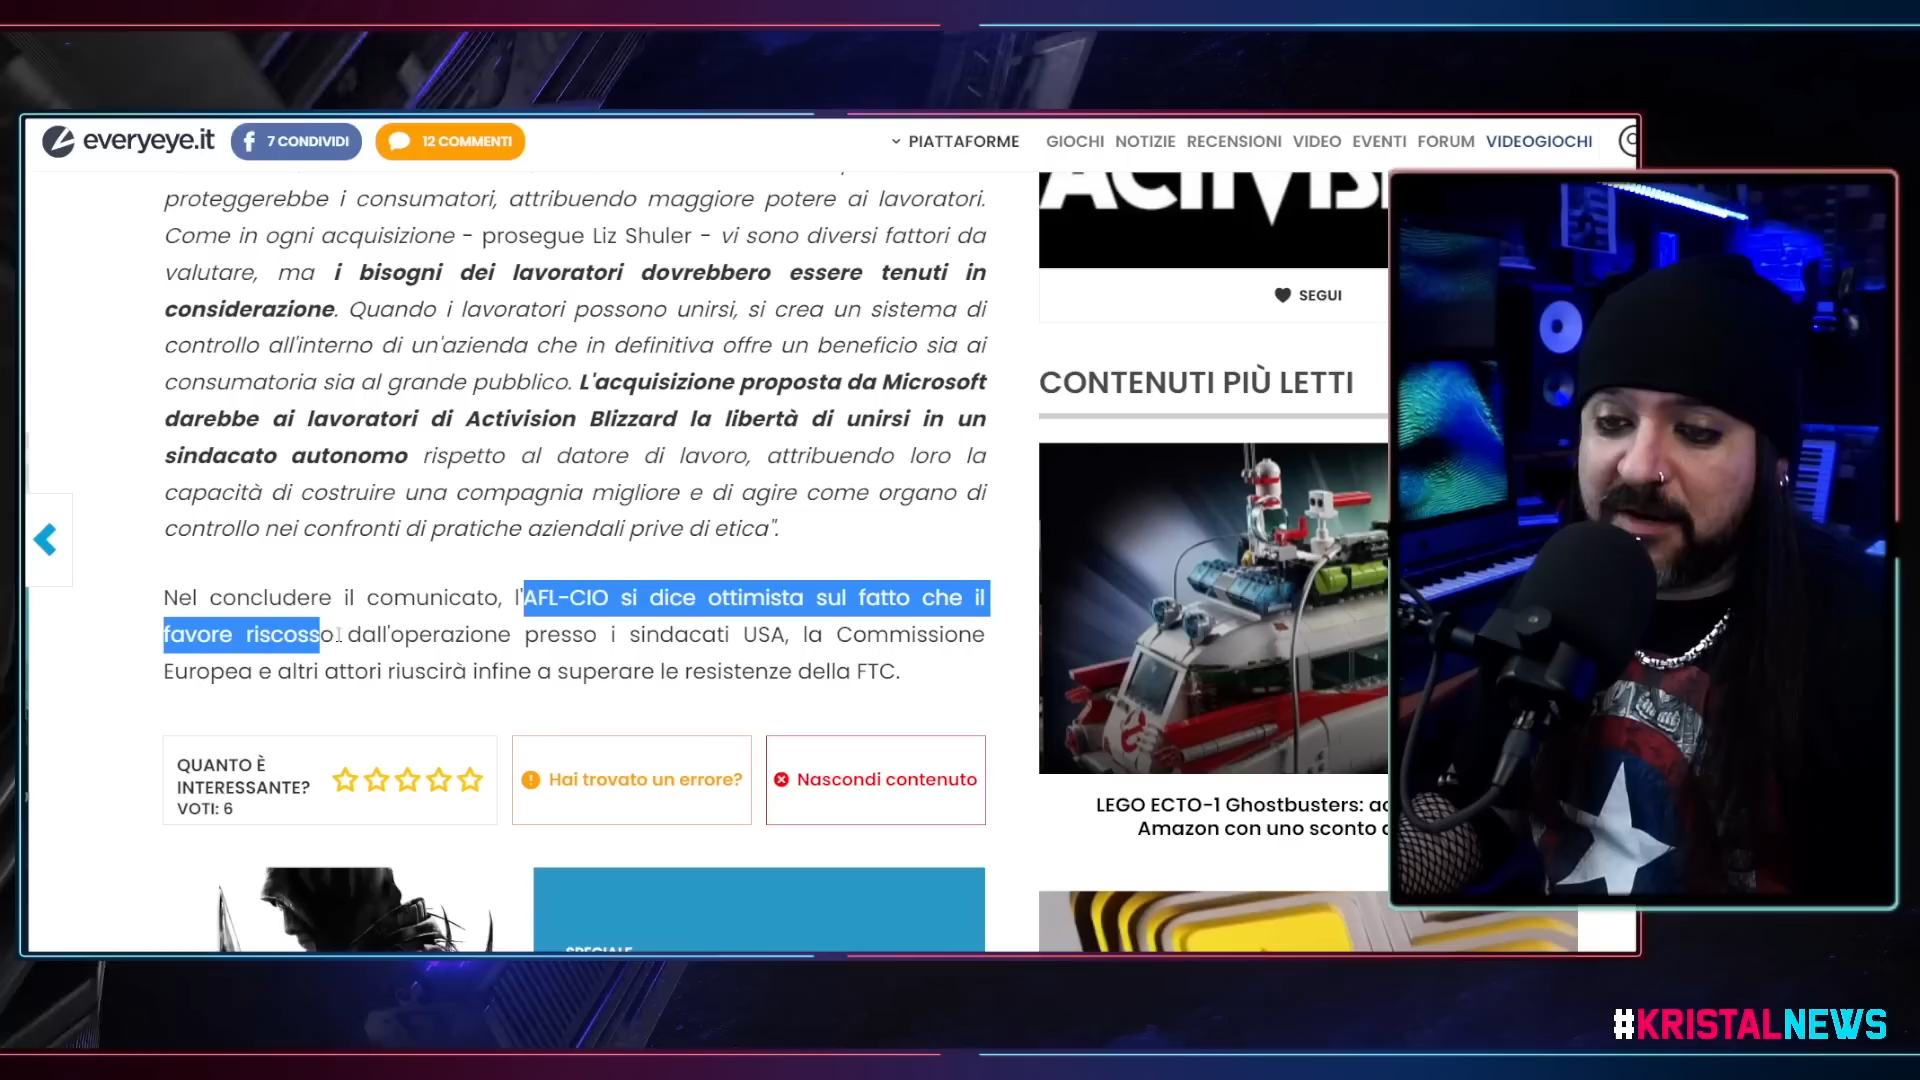 everyeye.it
7 CONDIVIDI
12 COMMENTI
PIATTAFORME
GIOCHI NOTIZIE RECENSIONI VIDEO EVENTI FORUM VIDEOGIOCHI
proteggerebbe i consumatori, attribuendo maggiore potere ai lavoratori.
Come in ogni acquisizione - prosegue Liz Shuler - vi sono diversi fattori da
valutare, ma i bisogni dei lavoratori dovrebbero essere tenuti in
considerazione. Quando i lavoratori possono unirsi, si crea un sistema di
controllo all'interno di un'azienda che in definitiva offre un beneficio sia ai
consumatoria sia al grande pubblico. L'acquisizione proposta da Microsoft
darebbe ai lavoratori di Activision Blizzard la libertà di unirsi in un
sindacato autonomo rispetto al datore di lavoro, attribuendo loro la
capacità di costruire una compagnia migliore e di agire come organo di
controllo nei confronti di pratiche aziendali prive di etica".
Nel concludere il comunicato, l'AFL-CIO si dice ottimista sul fatto che il
favore riscosso dall'operazione presso i sindacati USA, la Commissione
Europea e altri attori riuscirà infine a superare le resistenze della FTC.
QUANTO È
INTERESSANTE?
VOTI: 6
Hai trovato un errore?
Nascondi contenuto
SPECIALE
ACTIVIS
SEGUI
CONTENUTI PIÙ LETTI
LEGO ECTO-1 Ghostbusters: ac
Amazon con uno sconto
#KRISTALNEWS